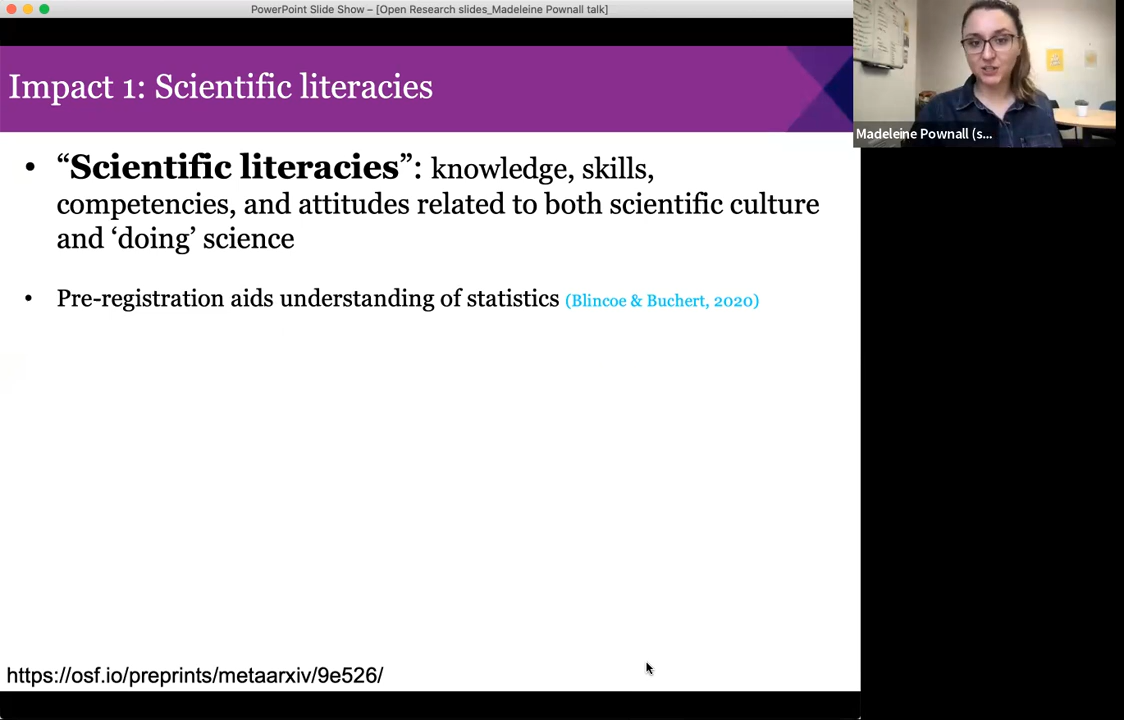 PowerPoint Slide Show – [Open Research slides_Madeleine Pownall talk]
Impact 1: Scientific literacies
Madeleine Pownall (s...
• “Scientific literacies”: knowledge, skills,
competencies, and attitudes related to both scientific culture
and ‘doing’ science
• Pre-registration aids understanding of statistics (Blincoe & Buchert, 2020)
https://osf.io/preprints/metaarxiv/9e526/